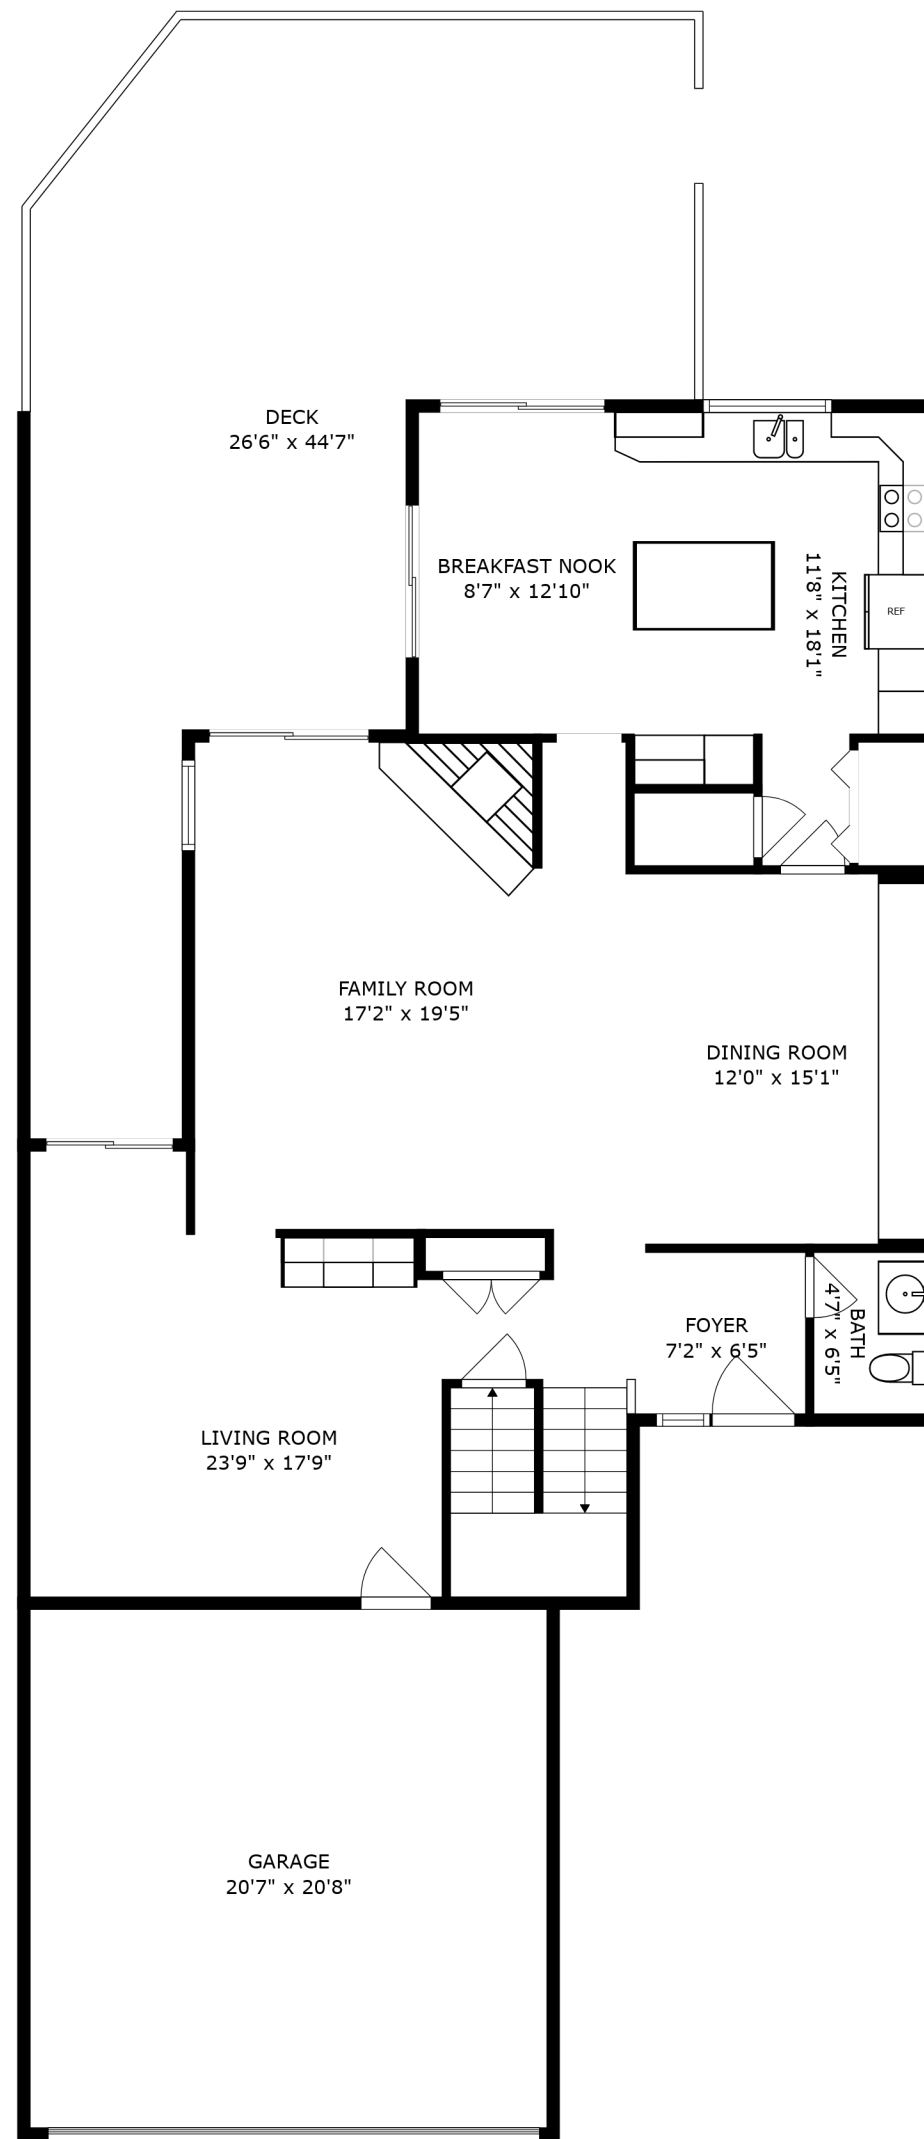 DECK
26'6" x 44'7"
BREAKFAST NOOK
8'7" x 12'10"
KITCHEN
11'8" x 18'1"
REF
FAMILY ROOM
17'2" x 19'5"
DINING ROOM
12'0" x 15'1"
FOYER
7'2" x 6'5"
BATH
4'7" x 6'5"
LIVING ROOM
23'9" x 17'9"
GARAGE
20'7" x 20'8"